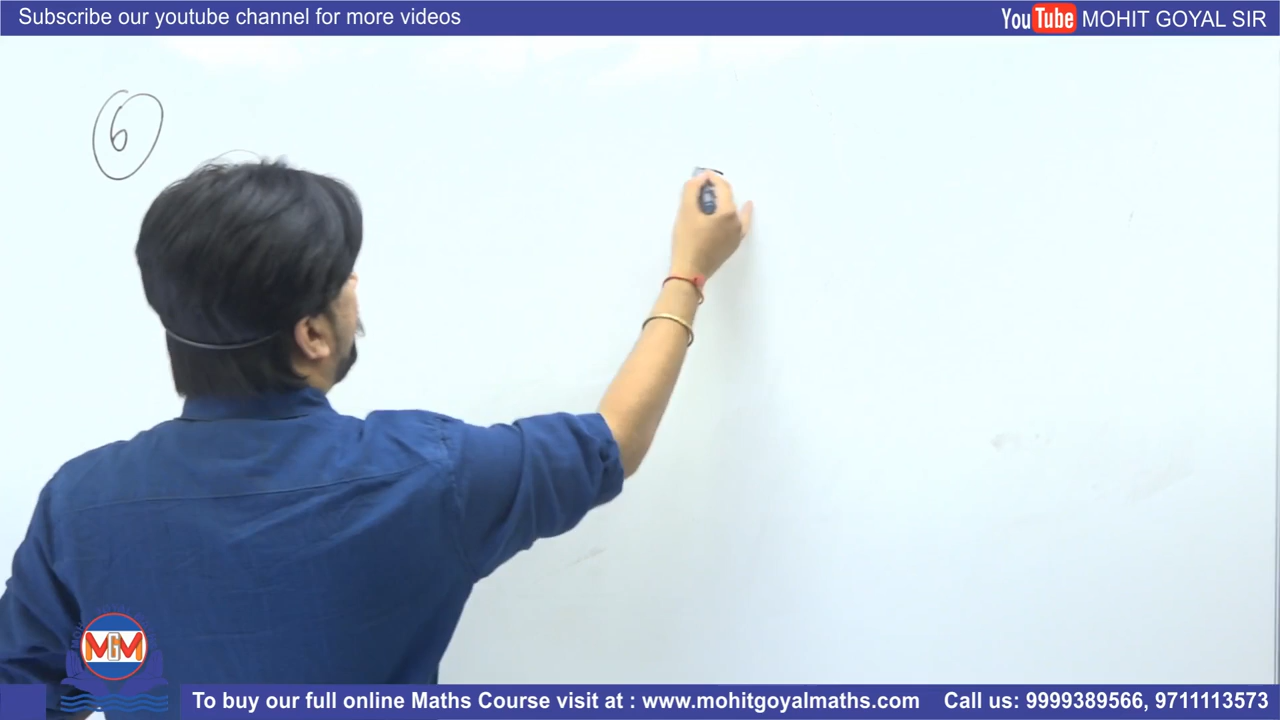 Subscribe our youtube channel for more videos
YouTube MOHIT GOYAL SIR
6
MGM
To buy our full online Maths Course visit at : www.mohitgoyalmaths.com Call us: 9999389566, 9711113573